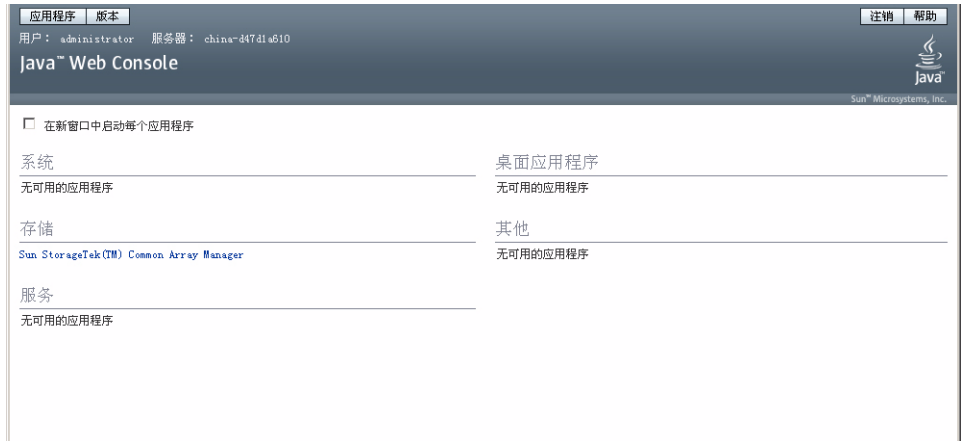 应用程序 版本 注销 帮助
用户： administrator 服务器： china-d47d1a610
Java™ Web Console
Java™
Sun™ Microsystems, Inc.
在新窗口中启动每个应用程序
系统
无可用的应用程序
桌面应用程序
无可用的应用程序
存储
Sun StorageTek(TM) Common Array Manager
其他
无可用的应用程序
服务
无可用的应用程序